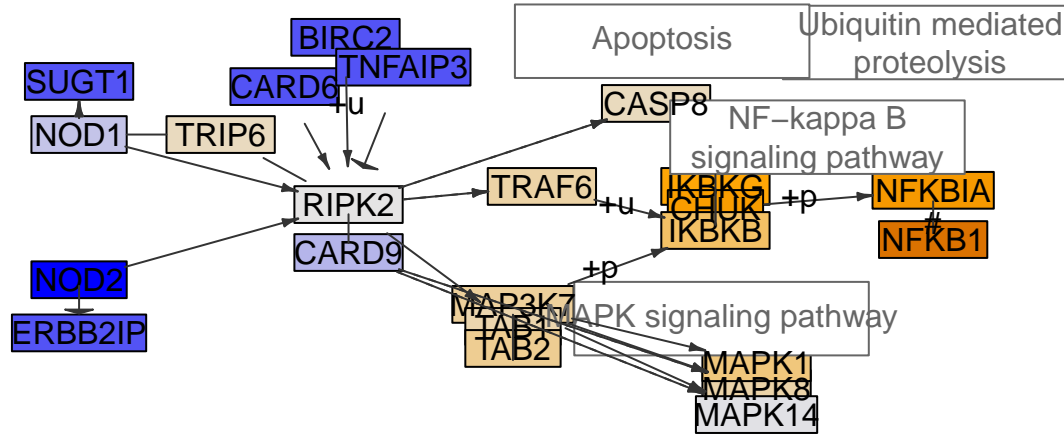 BIRC2
Apoptosis
Ubiquitin mediated
proteolysis
TNFAIP3
SUGT1
CARD6
+u
CASP8
NOD1
TRIP6
NF−kappa B
signaling pathway
RIPK2
TRAF6
+u
IKBKG
CHUK
IKBKB
+p
NFKBIA
#
NFKB1
CARD9
+p
NOD2
MAP3K7
TAB1
TAB2
MAPK signaling pathway
ERBB2IP
MAPK1
MAPK8
MAPK14